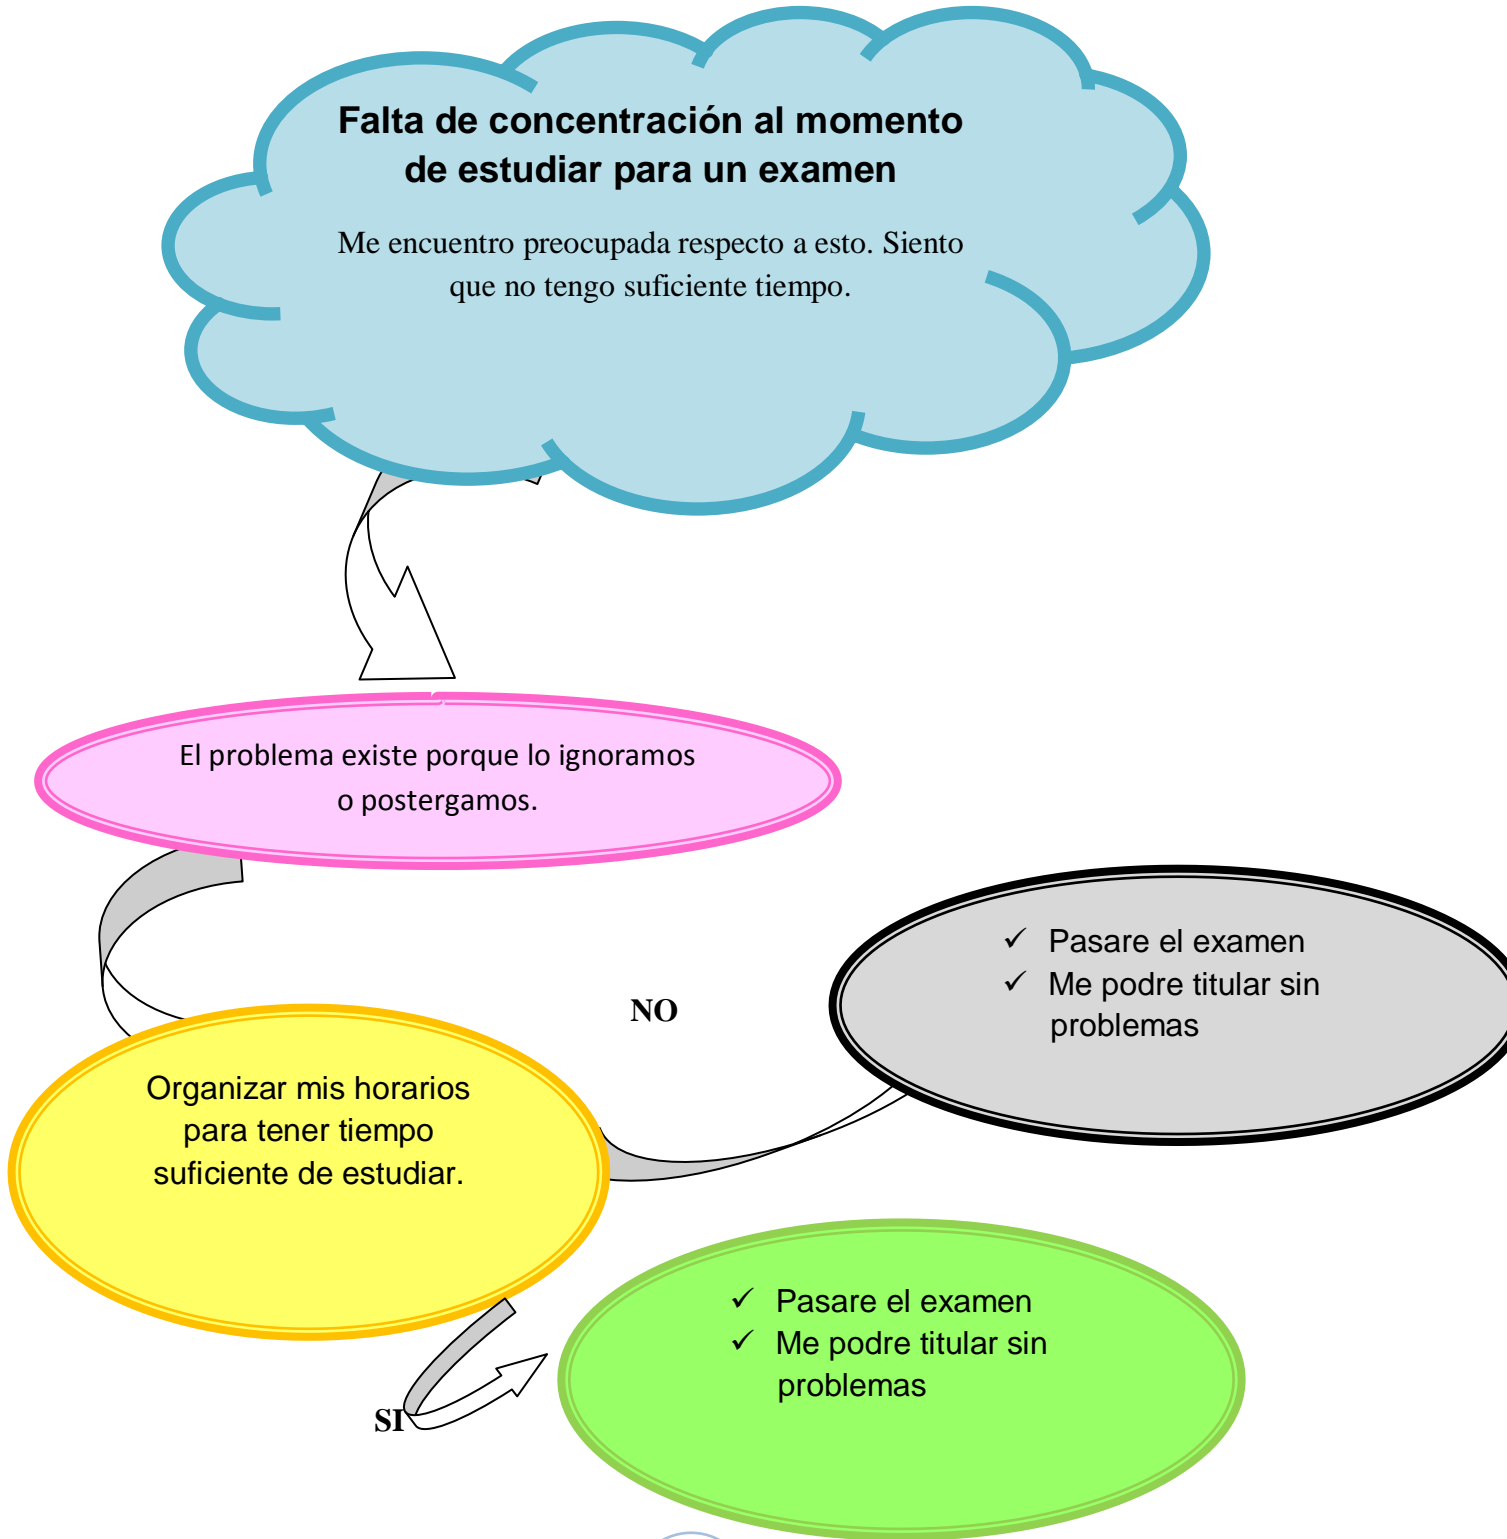 Falta de concentración al momento
de estudiar para un examen
Me encuentro preocupada respecto a esto. Siento
que no tengo suficiente tiempo.
El problema existe porque lo ignoramos
o postergamos.
NO
✓ Pasare el examen
✓ Me podre titular sin
problemas
Organizar mis horarios
para tener tiempo
suficiente de estudiar.
SI
✓ Pasare el examen
✓ Me podre titular sin
problemas